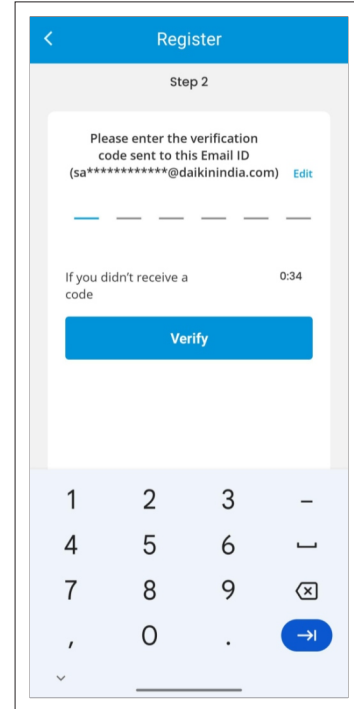 Register
Step 2
Please enter the verification
code sent to this Email ID
(sa************@daikinindia.com) Edit
If you didn't receive a 0:34
code
Verify
1 2 3 –
4 5 6
7 8 9
, 0 .